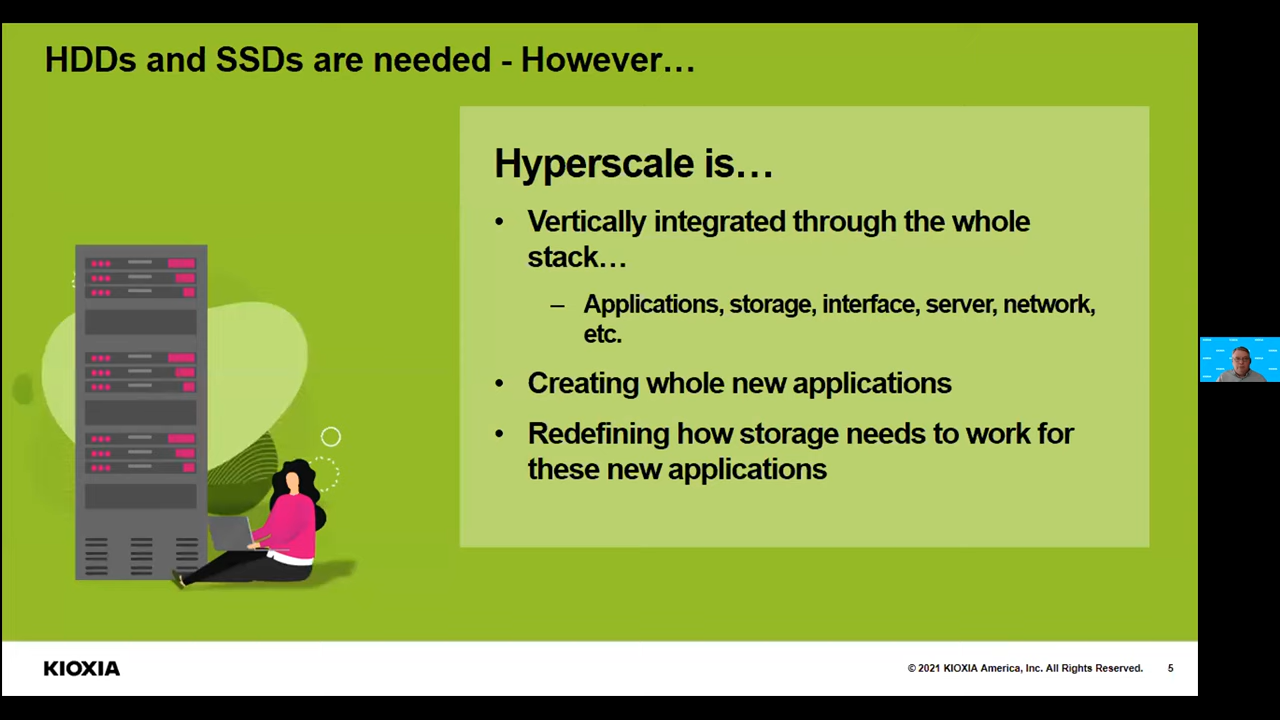 HDDs and SSDs are needed - However…
Hyperscale is…
• Vertically integrated through the whole
stack…
– Applications, storage, interface, server, network,
etc.
• Creating whole new applications
• Redefining how storage needs to work for
these new applications
KIOXIA
© 2021 KIOXIA America, Inc. All Rights Reserved.
5